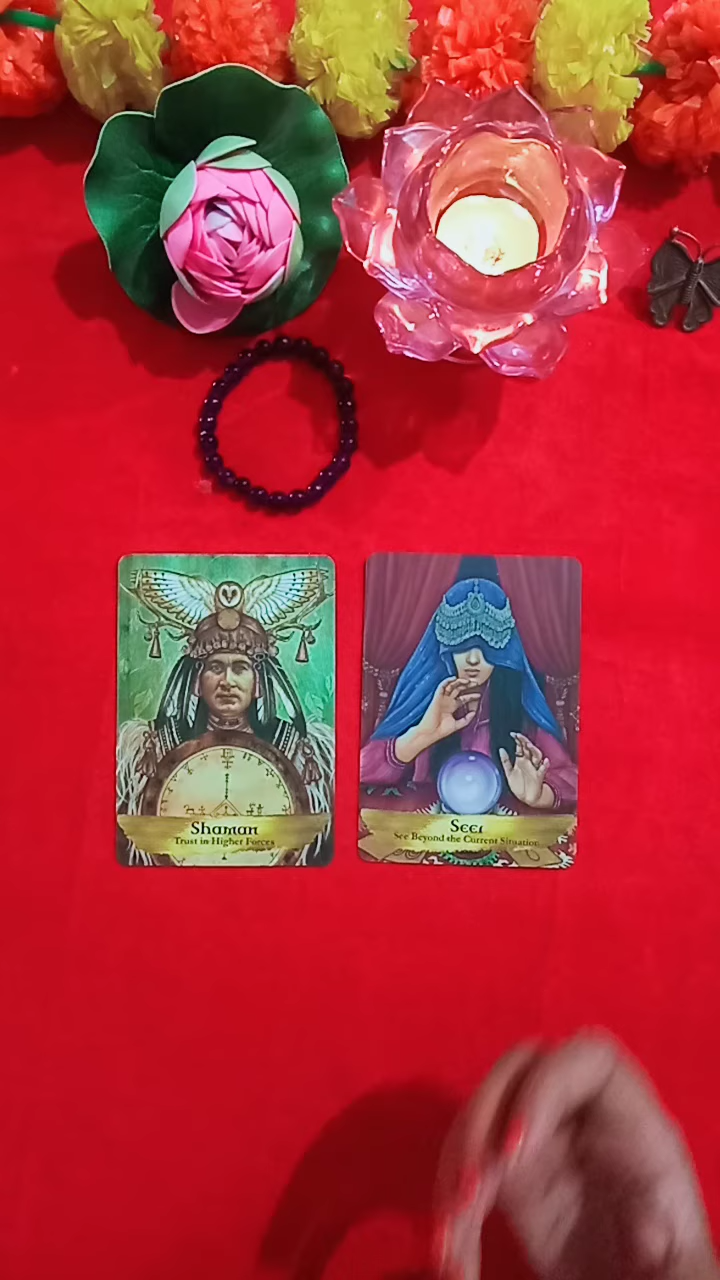 Shaman
Trust in Higher Forces
Seer
See Beyond the Current Situation